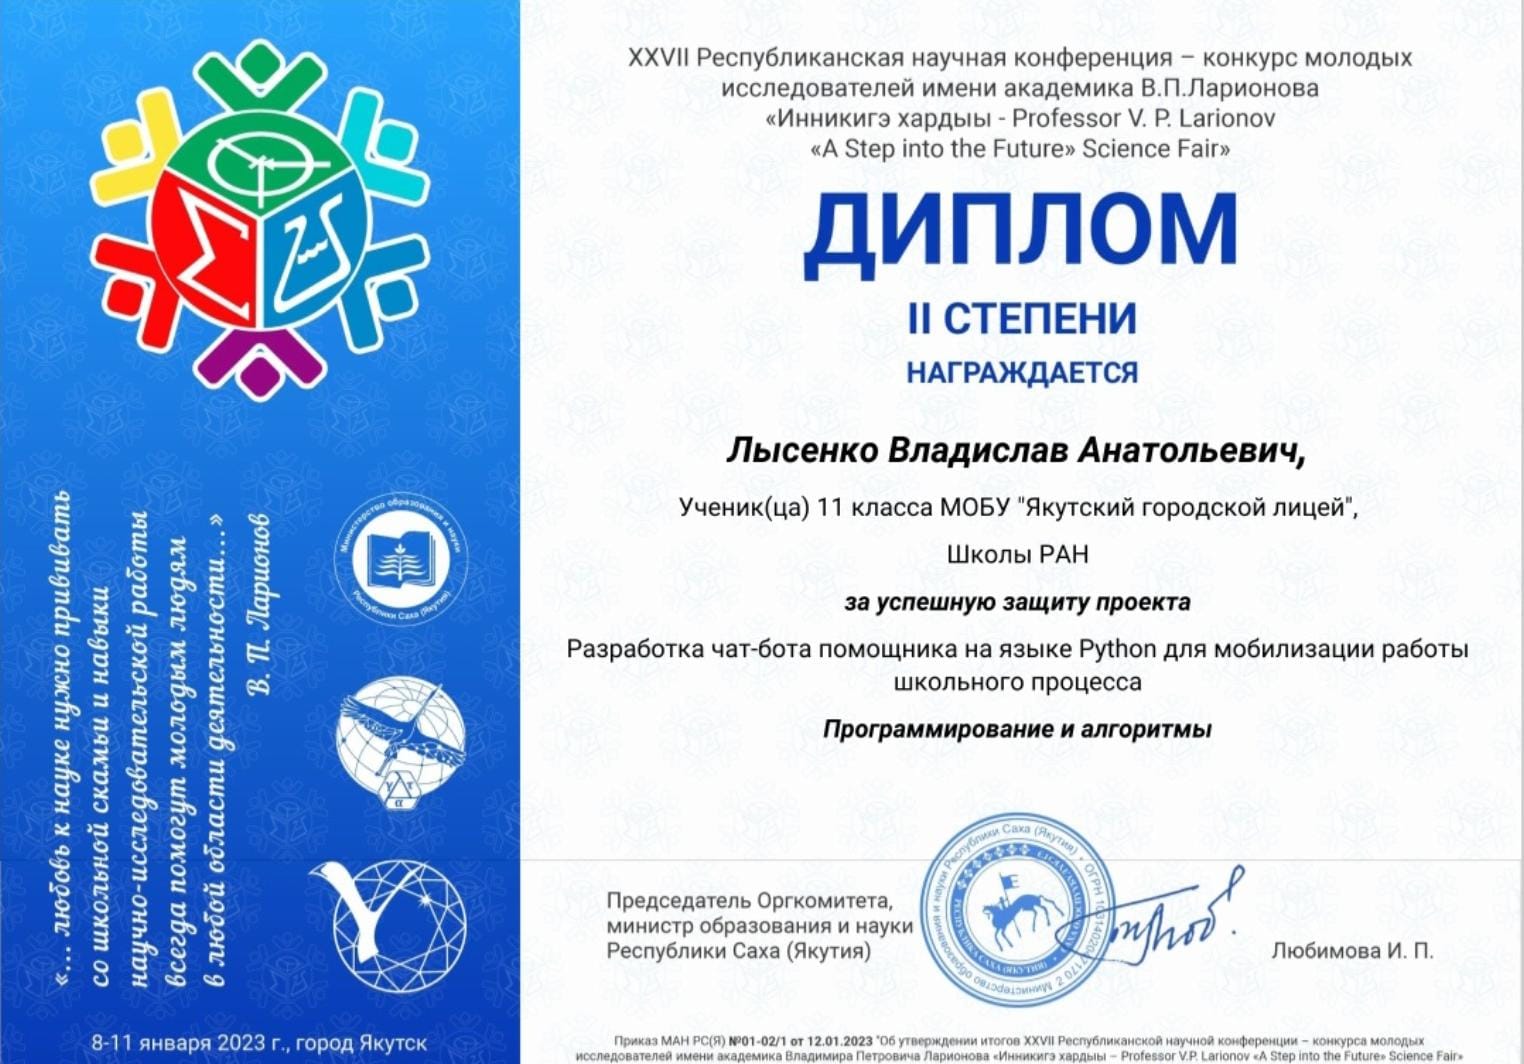 XXVII Республиканская научная конференция – конкурс молодых
исследователей имени академика В.П.Ларионова
«Инникигэ хардыы - Professor V. P. Larionov
«A Step into the Future» Science Fair»
ДИПЛОМ
II СТЕПЕНИ
НАГРАЖДАЕТСЯ
Лысенко Владислав Анатольевич,
Ученик(ца) 11 класса МОБУ "Якутский городской лицей",
Школы РАН
за успешную защиту проекта
Разработка чат-бота помощника на языке Python для мобилизации работы
школьного процесса
Программирование и алгоритмы
«... любовь к науке нужно прививать
со школьной скамьи и навыки
научно-исследовательской работы
всегда помогут молодым людям
в любой области деятельности...»
В. П. Ларионов
Министерство образования и науки
Республики Саха (Якутия)
γ τ
α
8-11 января 2023 г., город Якутск
Председатель Оргкомитета,
министр образования и науки
Республики Саха (Якутия)
Министерство образования и науки Республики Саха (Якутия) • ОГРН
РЕСПУБЛИКА САХА (ЯКУТИЯ)
Любимова И. П.
Приказ МАН РС(Я) №01-02/1 от 12.01.2023 "Об утверждении итогов XXVII Республиканской научной конференции – конкурса молодых
исследователей имени академика Владимира Петровича Ларионова «Инникигэ хардыы – Professor V.P. Larionov «A Step into the Future» Science Fair»